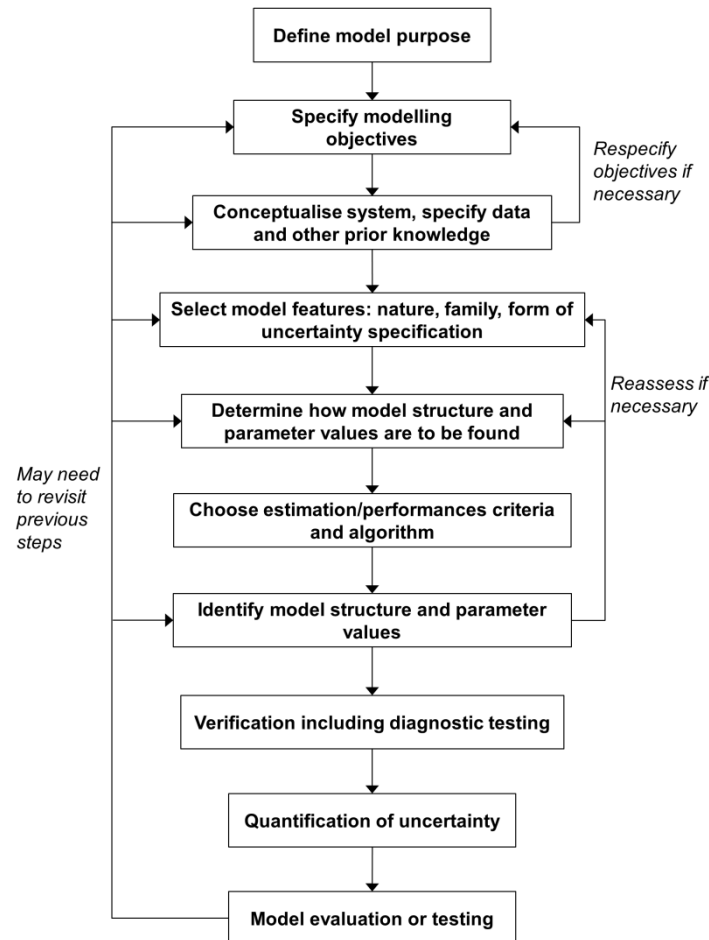 Define model purpose
Specify modelling
objectives
Respecify
objectives if
necessary
Conceptualise system, specify data
and other prior knowledge
Select model features: nature, family, form of
uncertainty specification
Reassess if
necessary
Determine how model structure and
parameter values are to be found
May need
to revisit
previous
steps
Choose estimation/performances criteria
and algorithm
Identify model structure and parameter
values
Verification including diagnostic testing
Quantification of uncertainty
Model evaluation or testing